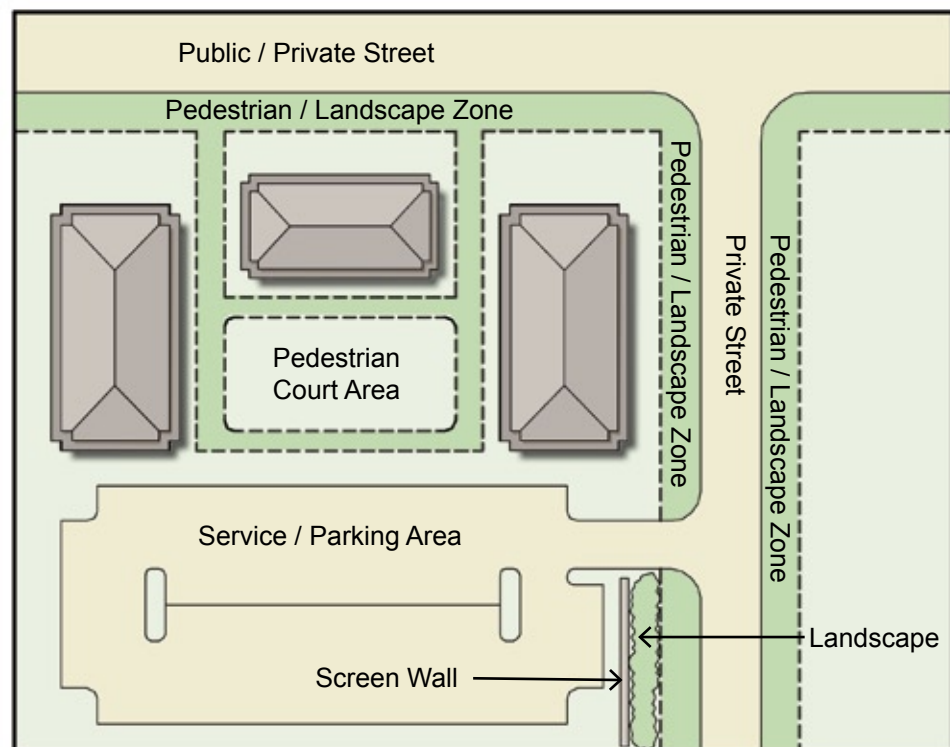 Public / Private Street
Pedestrian / Landscape Zone
Pedestrian / Landscape Zone
Private Street
Pedestrian / Landscape Zone
Pedestrian
Court Area
Service / Parking Area
Landscape
Screen Wall